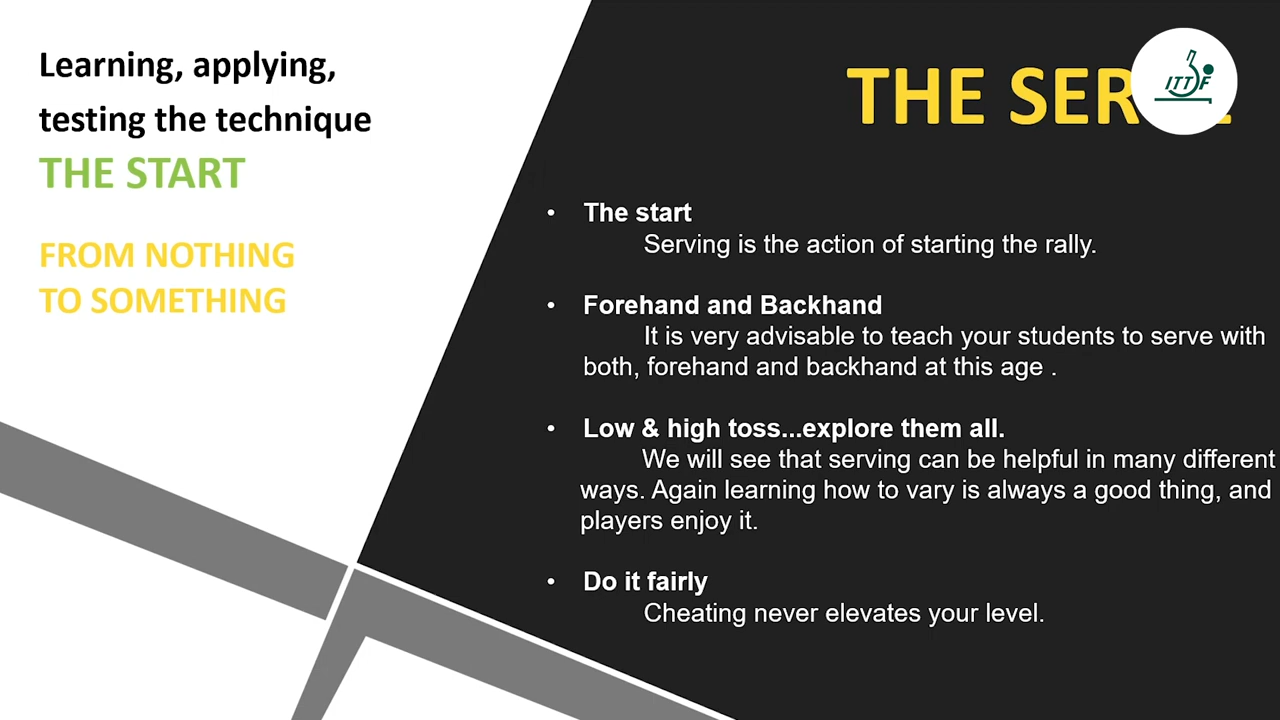 Learning, applying,
testing the technique
THE START
FROM NOTHING
TO SOMETHING
THE
ITTF
• The start
Serving is the action of starting the rally.
• Forehand and Backhand
It is very advisable to teach your students to serve with
both, forehand and backhand at this age .
• Low & high toss...explore them all.
We will see that serving can be helpful in many different
ways. Again learning how to vary is always a good thing, and
players enjoy it.
• Do it fairly
Cheating never elevates your level.